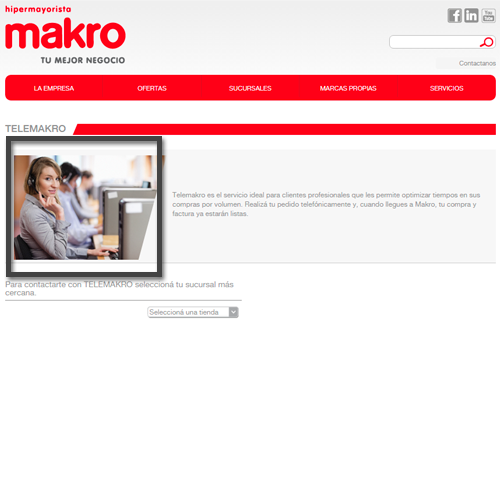 hipermayorista
makro
TU MEJOR NEGOCIO
Contactanos
LA EMPRESA OFERTAS SUCURSALES MARCAS PROPIAS SERVICIOS
TELEMAKRO
Telemakro es el servicio ideal para clientes profesionales que les permite optimizar tiempos en sus
compras por volumen. Realizá tu pedido telefónicamente y, cuando llegues a Makro, tu compra y
factura ya estarán listas.
Para contactarte con TELEMAKRO seleccioná tu sucursal más
cercana.
Seleccioná una tienda